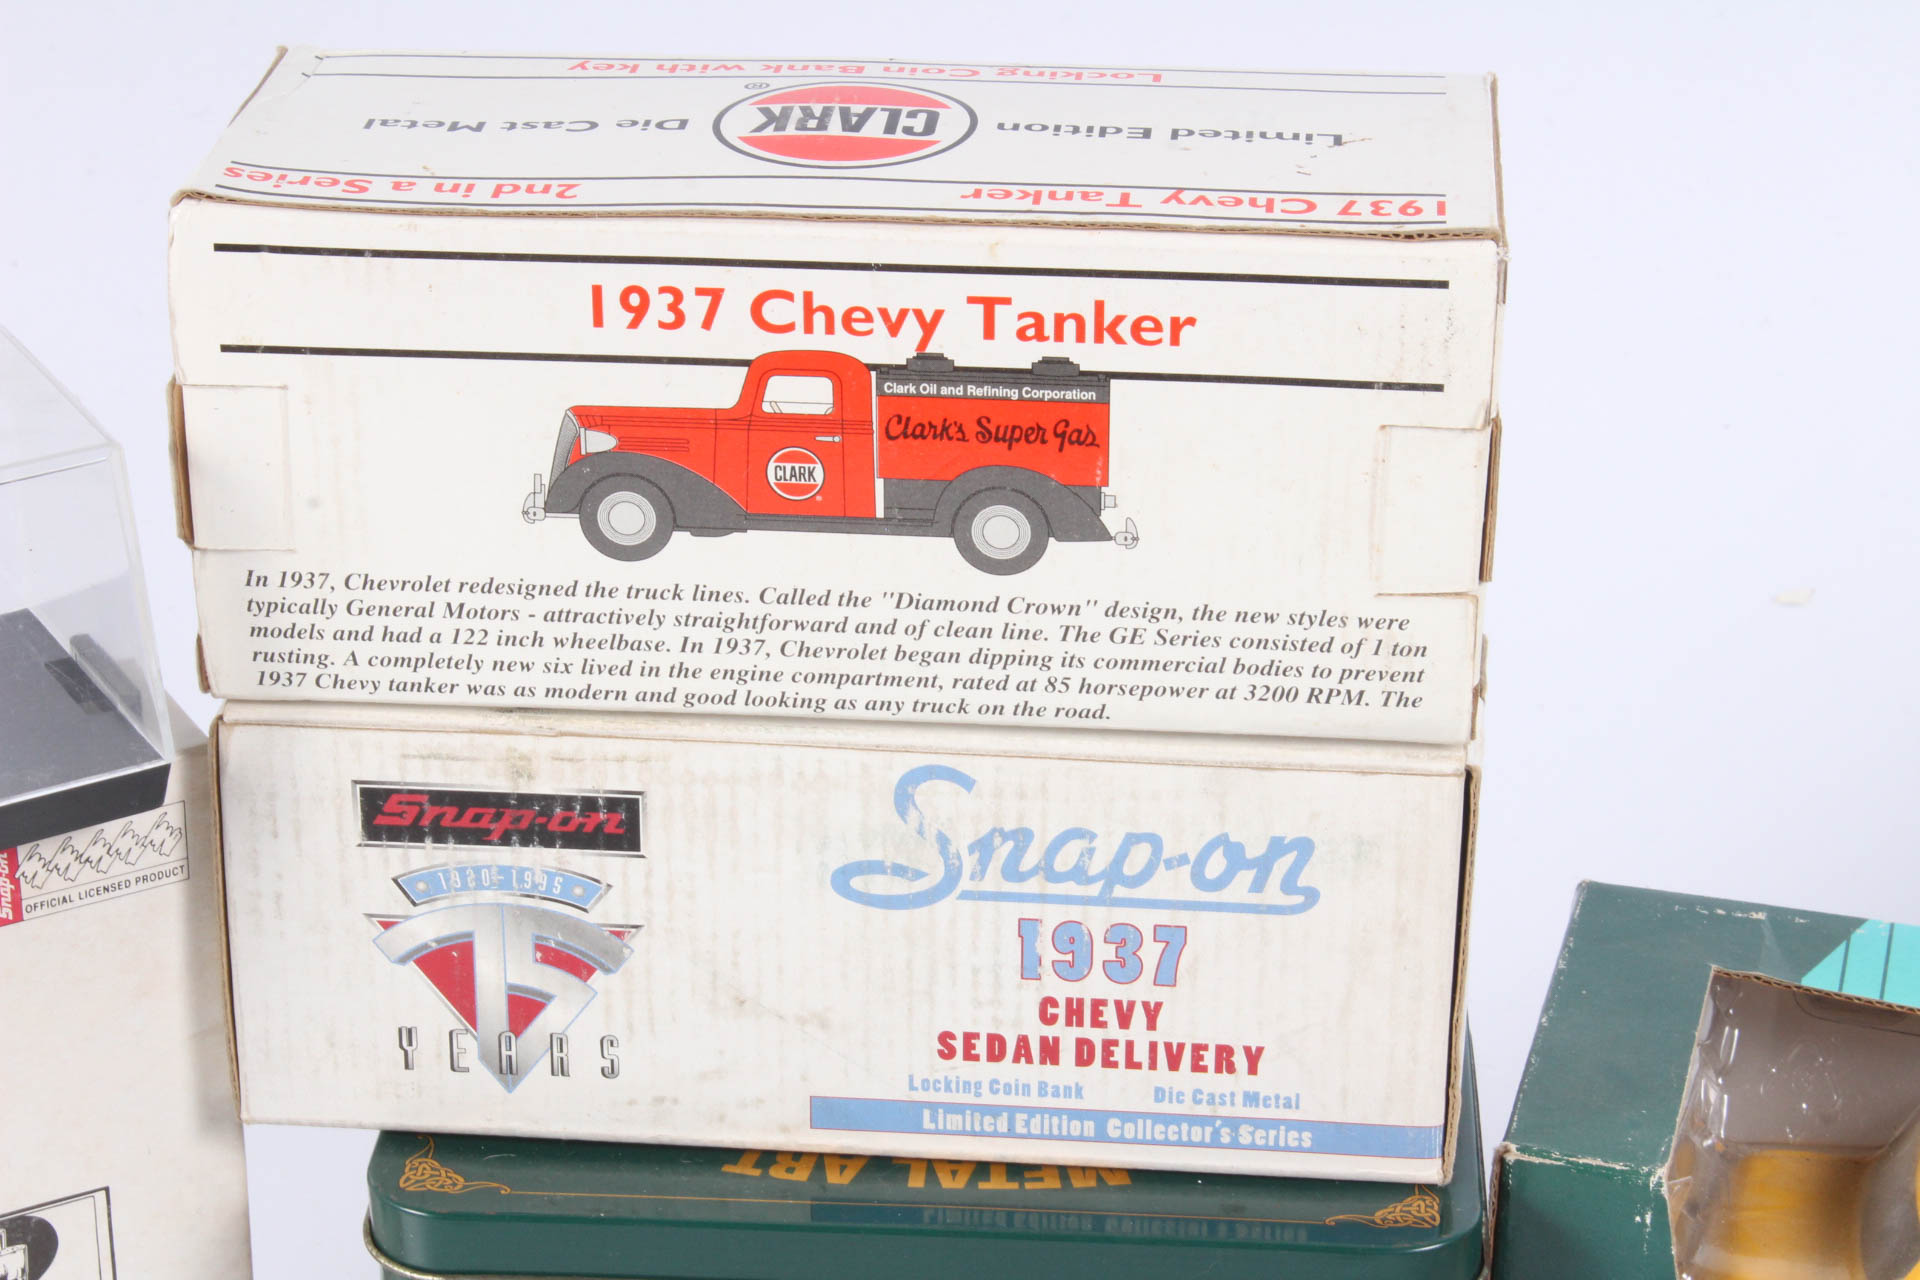 Locking Coin Bank with key
Limited Edition CLARK® Die Cast Metal
1937 Chevy Tanker 2nd in a Series
1937 Chevy Tanker
Clark Oil and Refining Corporation
Clark's Super Gas
CLARK
In 1937, Chevrolet redesigned the truck lines. Called the "Diamond Crown" design, the new styles were
typically General Motors - attractively straightforward and of clean line. The GE Series consisted of 1 ton
models and had a 122 inch wheelbase. In 1937, Chevrolet began dipping its commercial bodies to prevent
rusting. A completely new six lived in the engine compartment, rated at 85 horsepower at 3200 RPM. The
1937 Chevy tanker was as modern and good looking as any truck on the road.
Snap-on
1920-1995
75
YEARS
Snap-on
1937
CHEVY
SEDAN DELIVERY
Locking Coin Bank Die Cast Metal
Limited Edition Collector's Series
Snap-on
OFFICIAL LICENSED PRODUCT
METAL ART